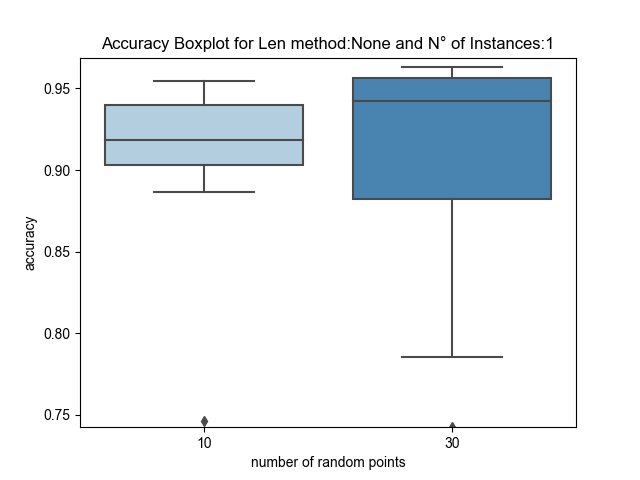 Accuracy Boxplot for Len method:None and N° of Instances:1
0.95
0.90
0.85
0.80
0.75
accuracy
10 30
number of random points